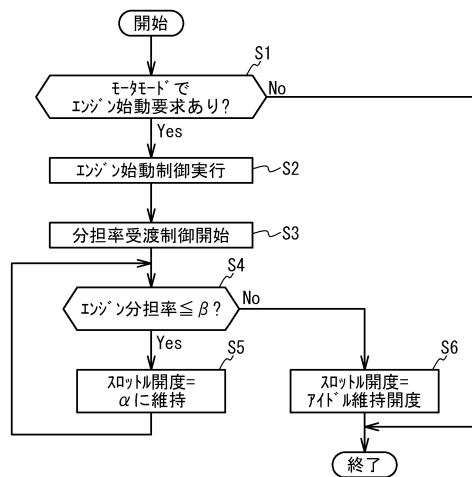 開始
S1
モータモードで
エンジン始動要求あり?
No
Yes
エンジン始動制御実行
S2
分担率受渡制御開始
S3
S4
エンジン分担率≦β?
No
Yes
S5
スロットル開度=
αに維持
S6
スロットル開度=
アイドル維持開度
終了